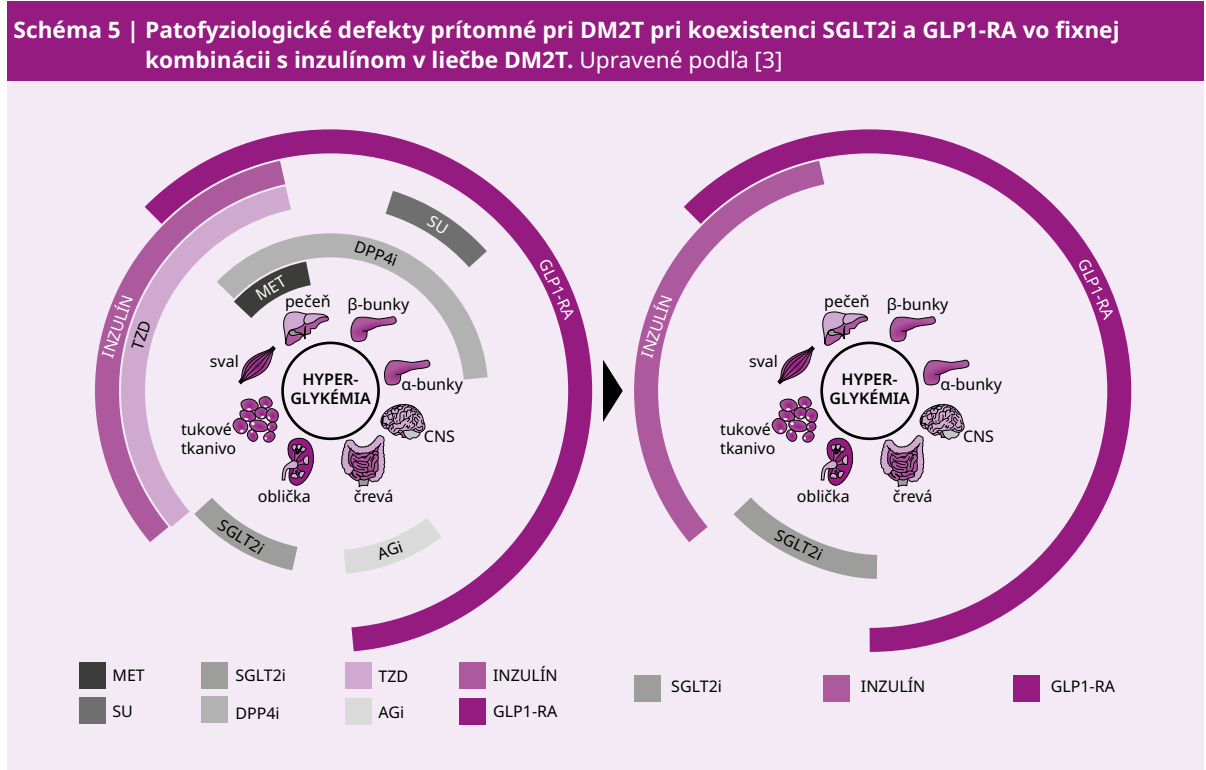 Schéma 5 | Patofyziologické defekty prítomné pri DM2T pri koexistenci SGLT2i a GLP1-RA vo fixnej
kombinácii s inzulínom v liečbe DM2T. Upravené podľa [3]
SU
DPP4i
MET
GLP1-RA
INZULÍN
TZD
pečeň
β-bunky
sval
HYPER-
GLYKÉMIA
α-bunky
tukové
tkanivo
CNS
oblička
črevá
SGLT2i
AGi
GLP1-RA
INZULÍN
pečeň
β-bunky
sval
HYPER-
GLYKÉMIA
α-bunky
tukové
tkanivo
CNS
oblička
črevá
SGLT2i
MET
SGLT2i
TZD
INZULÍN
SU
DPP4i
AGi
GLP1-RA
SGLT2i
INZULÍN
GLP1-RA